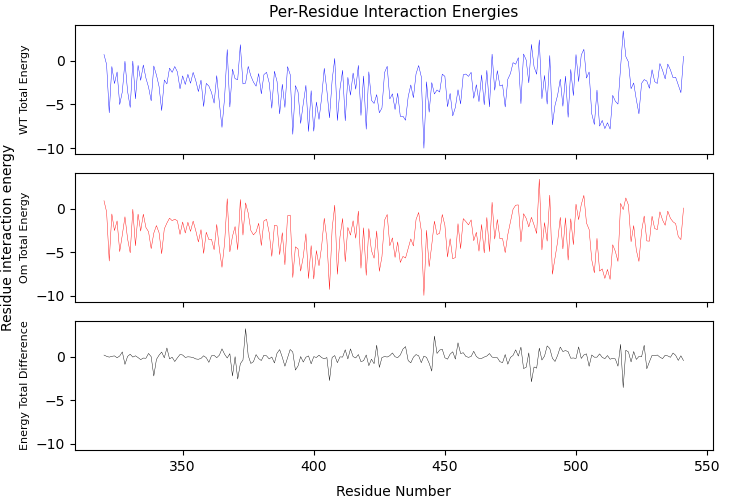 Per-Residue Interaction Energies
Residue interaction energy
WT Total Energy
0
−5
−10
Om Total Energy
0
−5
−10
Energy Total Difference
0
−5
−10
350 400 450 500 550
Residue Number